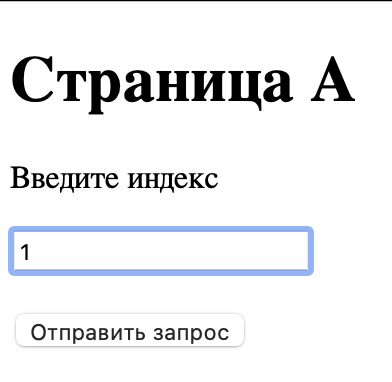 Страница А
Введите индекс
1
Отправить запрос